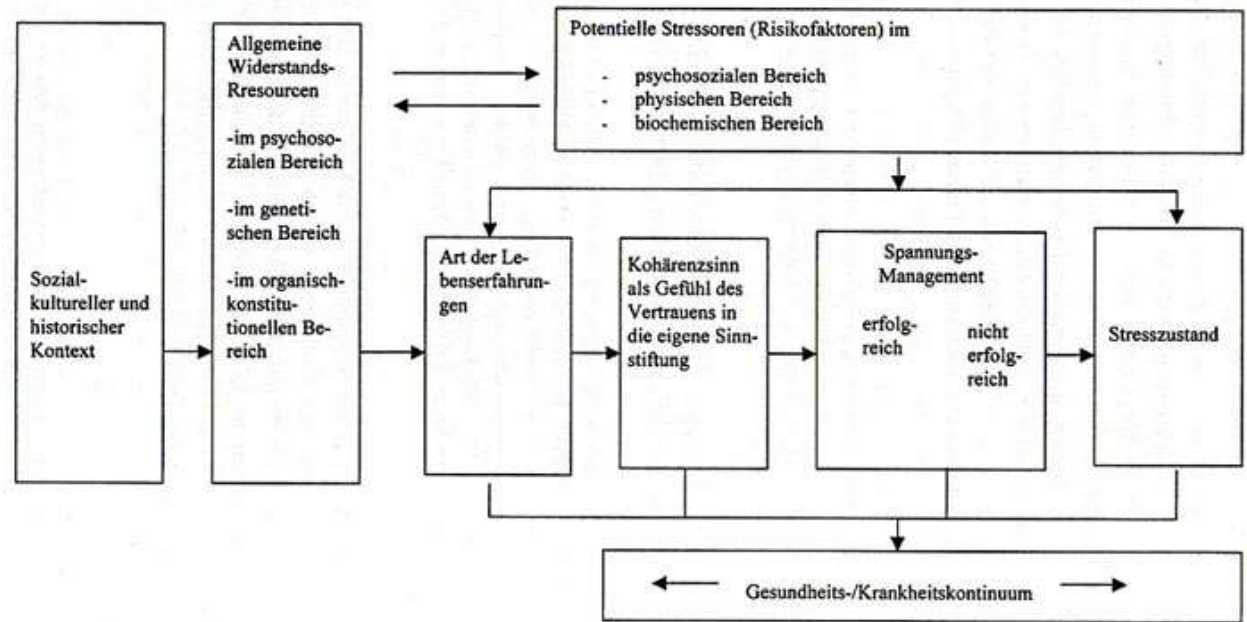 Sozial-
kultureller und
historischer
Kontext
Allgemeine
Widerstands-
Rresourcen
-im psychoso-
zialen Bereich
-im geneti-
schen Bereich
-im organisch-
konstitu-
tionellen Be-
reich
Potentielle Stressoren (Risikofaktoren) im
- psychosozialen Bereich
- physischen Bereich
- biochemischen Bereich
Art der Le-
benserfahrun-
gen
Kohärenzsinn
als Gefühl des
Vertrauens in
die eigene Sinn-
stiftung
Spannungs-
Management
erfolg-
reich
nicht
erfolg-
reich
Stresszustand
Gesundheits-/Krankheitskontinuum